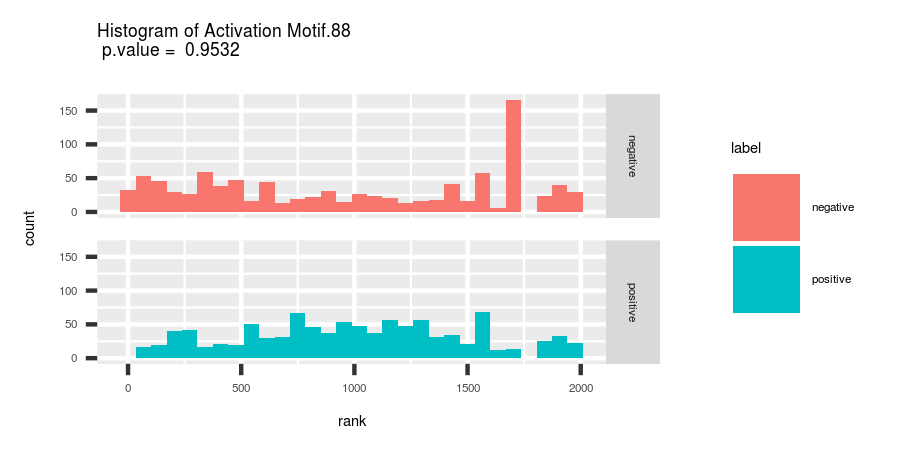 Histogram of Activation Motif.88
p.value = 0.9532
count
150
100
50
0
negative
150
100
50
0
positive
0 500 1000 1500 2000
rank
label
negative
positive